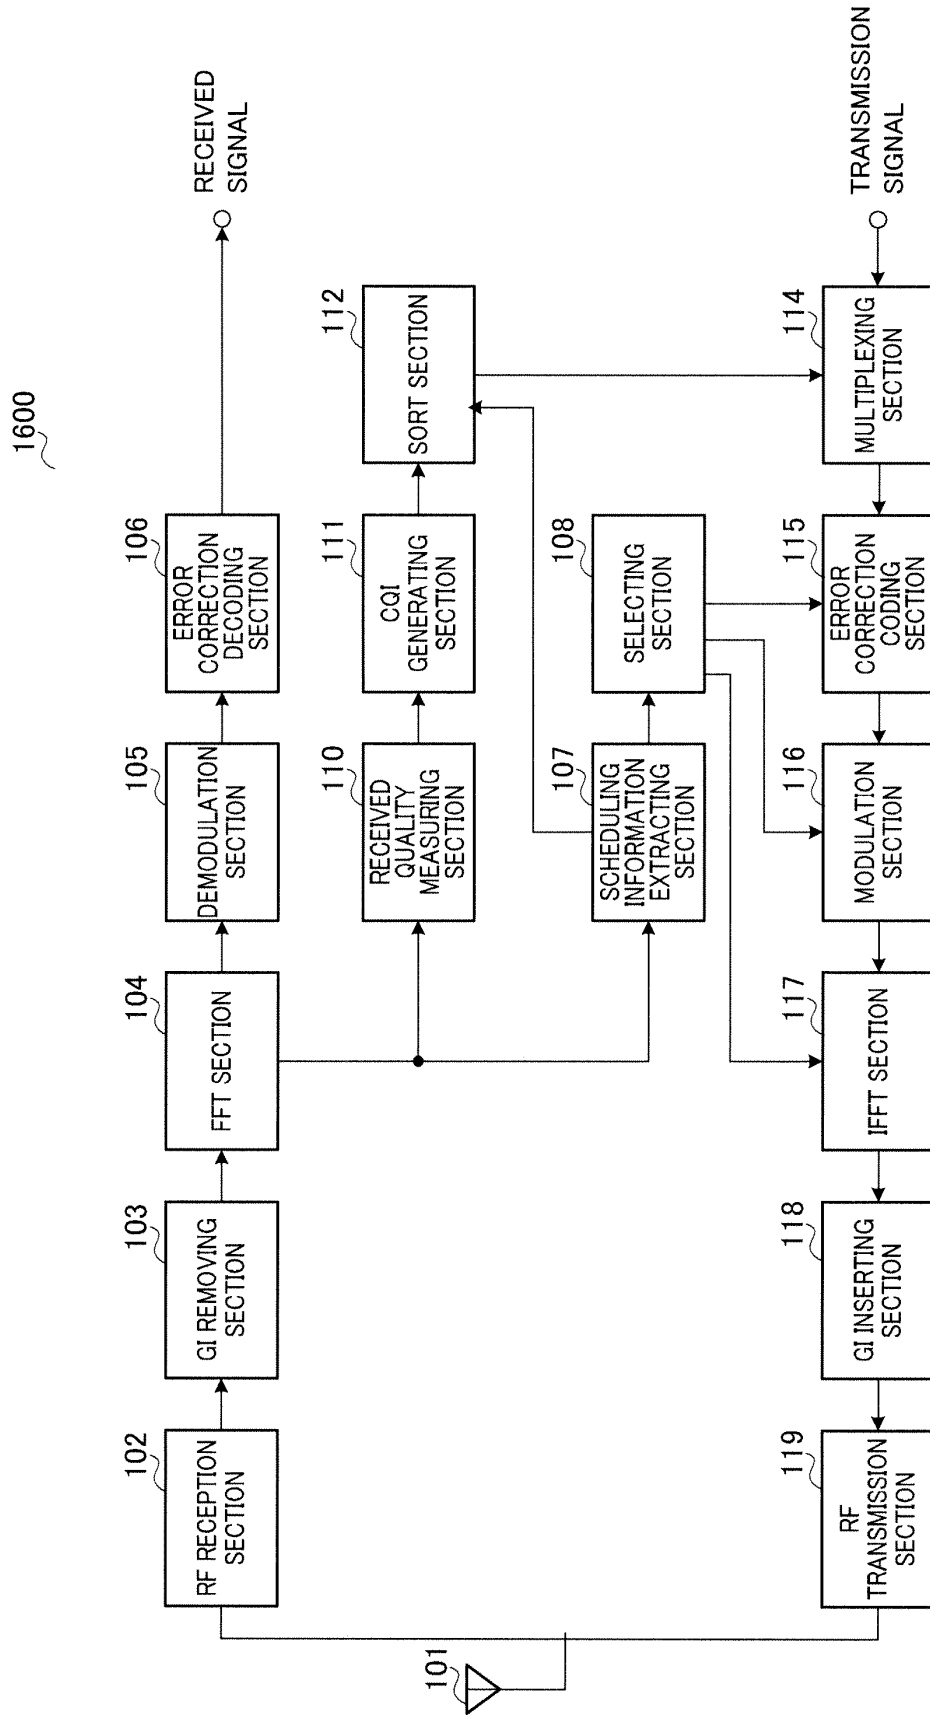 1600
101
102
RF RECEPTION
SECTION
103
GI REMOVING
SECTION
104
FFT SECTION
105
DEMODULATION
SECTION
106
ERROR
CORRECTION
DECODING
SECTION
RECEIVED
SIGNAL
110
RECEIVED
QUALITY
MEASURING
SECTION
111
CQI
GENERATING
SECTION
112
SORT SECTION
107
SCHEDULING
INFORMATION
EXTRACTING
SECTION
108
SELECTING
SECTION
119
RF
TRANSMISSION
SECTION
118
GI INSERTING
SECTION
117
IFFT SECTION
116
MODULATION
SECTION
115
ERROR
CORRECTION
CODING
SECTION
114
MULTIPLEXING
SECTION
TRANSMISSION
SIGNAL